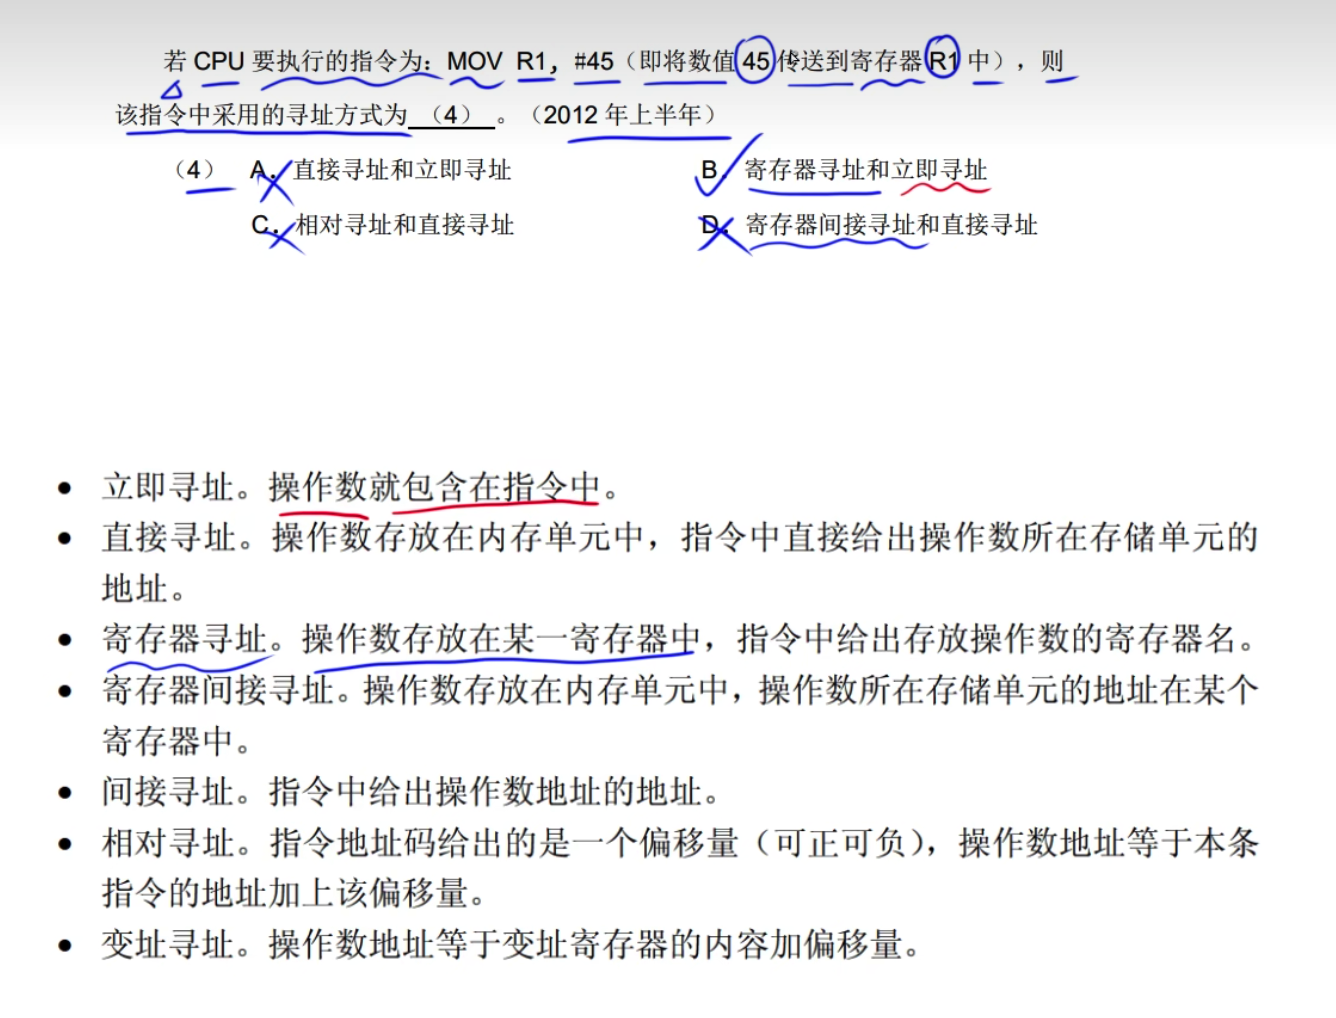 若 CPU 要执行的指令为：MOV R1，#45（即将数值 45 传送到寄存器 R1 中），则
该指令中采用的寻址方式为 （4） 。（2012 年上半年）
（4） A. 直接寻址和立即寻址 B. 寄存器寻址和立即寻址
C. 相对寻址和直接寻址 D. 寄存器间接寻址和直接寻址
• 立即寻址。操作数就包含在指令中。
• 直接寻址。操作数存放在内存单元中，指令中直接给出操作数所在存储单元的
地址。
• 寄存器寻址。操作数存放在某一寄存器中，指令中给出存放操作数的寄存器名。
• 寄存器间接寻址。操作数存放在内存单元中，操作数所在存储单元的地址在某个
寄存器中。
• 间接寻址。指令中给出操作数地址的地址。
• 相对寻址。指令地址码给出的是一个偏移量（可正可负），操作数地址等于本条
指令的地址加上该偏移量。
• 变址寻址。操作数地址等于变址寄存器的内容加偏移量。